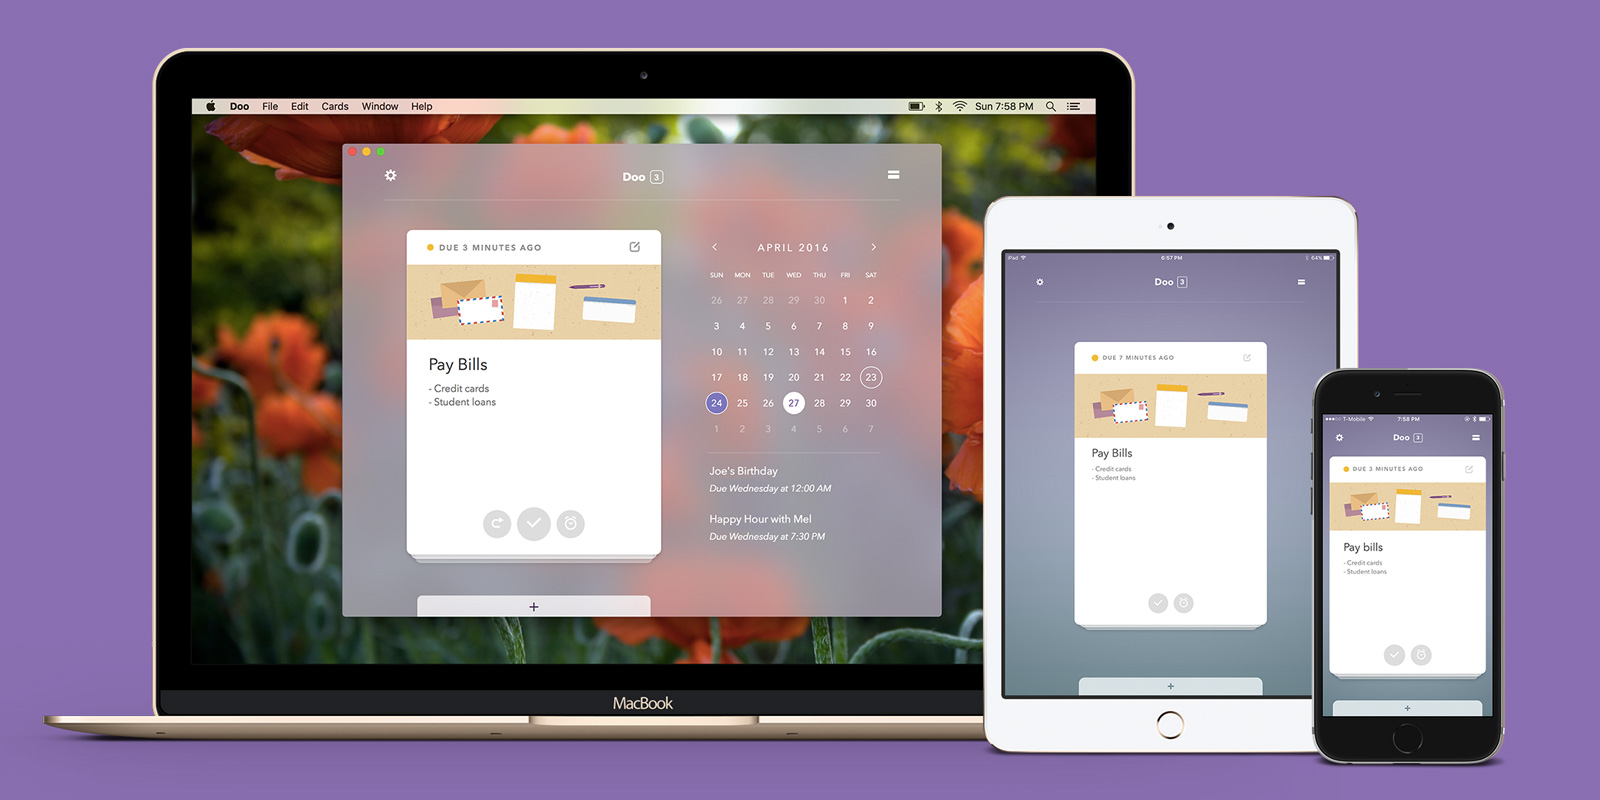 Doo File Edit Cards Window Help
Sun 7:58 PM
Doo 3
DUE 3 MINUTES AGO
Pay Bills
- Credit cards
- Student loans
+
APRIL 2016
SUN MON TUE WED THU FRI SAT
26 27 28 29 30 1 2
3 4 5 6 7 8 9
10 11 12 13 14 15 16
17 18 19 20 21 22 23
24 25 26 27 28 29 30
1 2 3 4 5 6 7
Joe's Birthday
Due Wednesday at 12:00 AM
Happy Hour with Mel
Due Wednesday at 7:30 PM
MacBook
iPad 6:57 PM 64%
Doo 3
DUE 7 MINUTES AGO
Pay Bills
- Credit cards
- Student loans
+
T-Mobile 7:58 PM
Doo 3
DUE 3 MINUTES AGO
Pay bills
- Credit cards
- Student loans
+